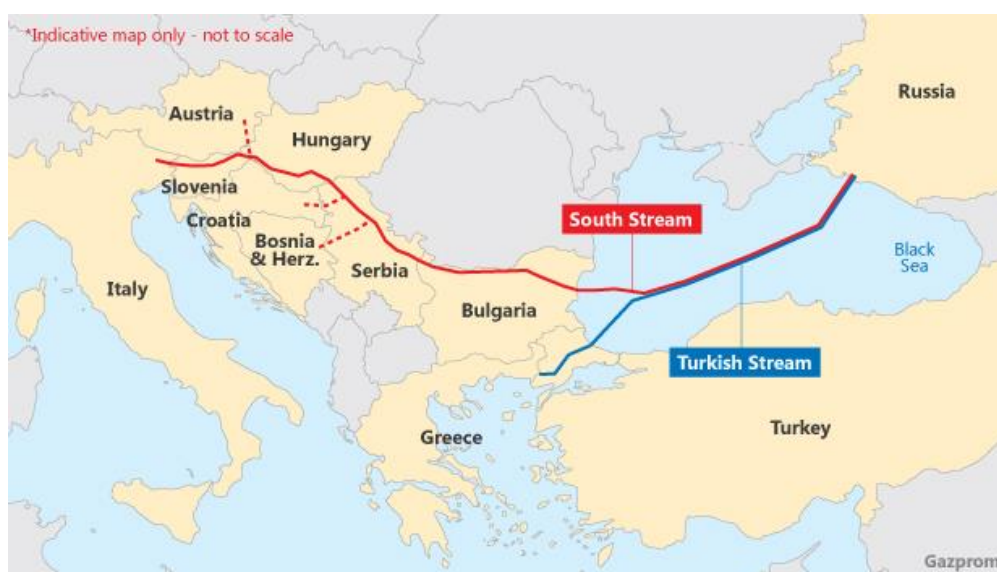 *Indicative map only - not to scale
Russia
Austria
Hungary
Slovenia
Croatia
South Stream
Bosnia
& Herz.
Black
Sea
Serbia
Italy
Bulgaria
Turkish Stream
Turkey
Greece
Gazprom